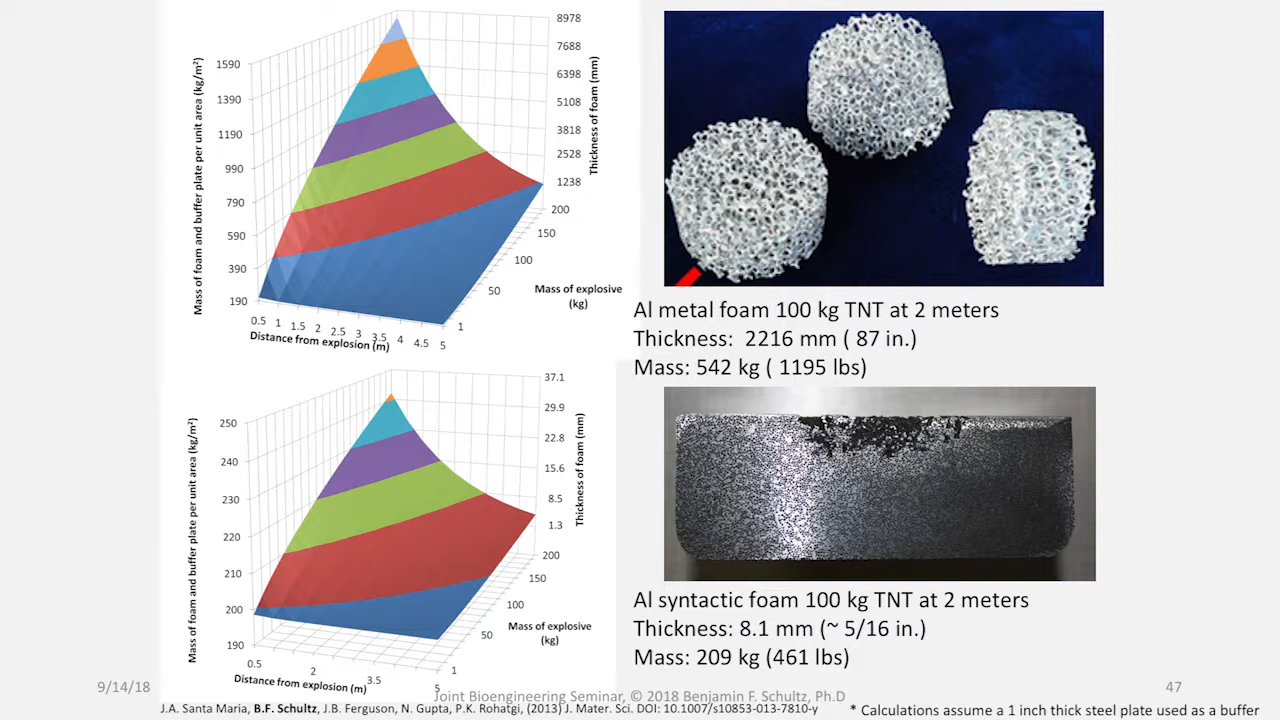 1590
1390
1190
990
790
590
390
190
Mass of foam and buffer plate per unit area (kg/m²)
8978
7688
6398
5108
3818
2528
1238
Thickness of foam (mm)
200
150
100
50
1
Mass of explosive
(kg)
0.5 1 1.5 2 2.5 3 3.5 4 4.5 5
Distance from explosion (m)
Al metal foam 100 kg TNT at 2 meters
Thickness: 2216 mm ( 87 in.)
Mass: 542 kg ( 1195 lbs)
250
240
230
220
210
200
190
Mass of foam and buffer plate per unit area (kg/m²)
37.1
29.9
22.8
15.6
8.5
1.3
Thickness of foam (mm)
200
150
100
50
1
Mass of explosive
(kg)
0.5 2 3.5 5
Distance from explosion (m)
Al syntactic foam 100 kg TNT at 2 meters
Thickness: 8.1 mm (~ 5/16 in.)
Mass: 209 kg (461 lbs)
9/14/18
Joint Bioengineering Seminar, © 2018 Benjamin F. Schultz, Ph.D
47
J.A. Santa Maria, B.F. Schultz, J.B. Ferguson, N. Gupta, P.K. Rohatgi, (2013) J. Mater. Sci. DOI: 10.1007/s10853-013-7810-y
* Calculations assume a 1 inch thick steel plate used as a buffer